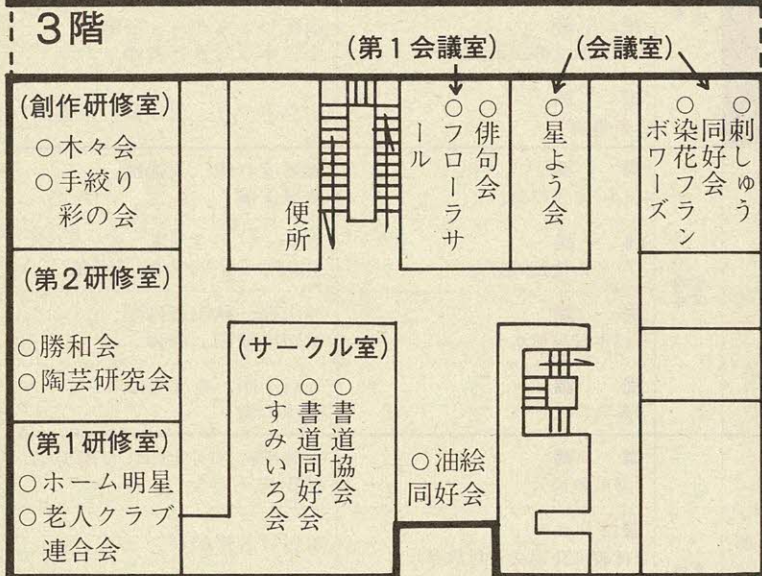 3階
(第1会議室)
(会議室)
(創作研修室)
○木々会
○手絞り
彩の会
便所
○俳句会
○フローラサ
ール
○星よう会
○刺しゅう
同好会
○染花フラン
ボワーズ
(第2研修室)
○勝和会
○陶芸研究会
(サークル室)
○書道協会
○書道同好会
○すみいろ会
(第1研修室)
○ホーム明星
○老人クラブ
連合会
○油絵
同好会